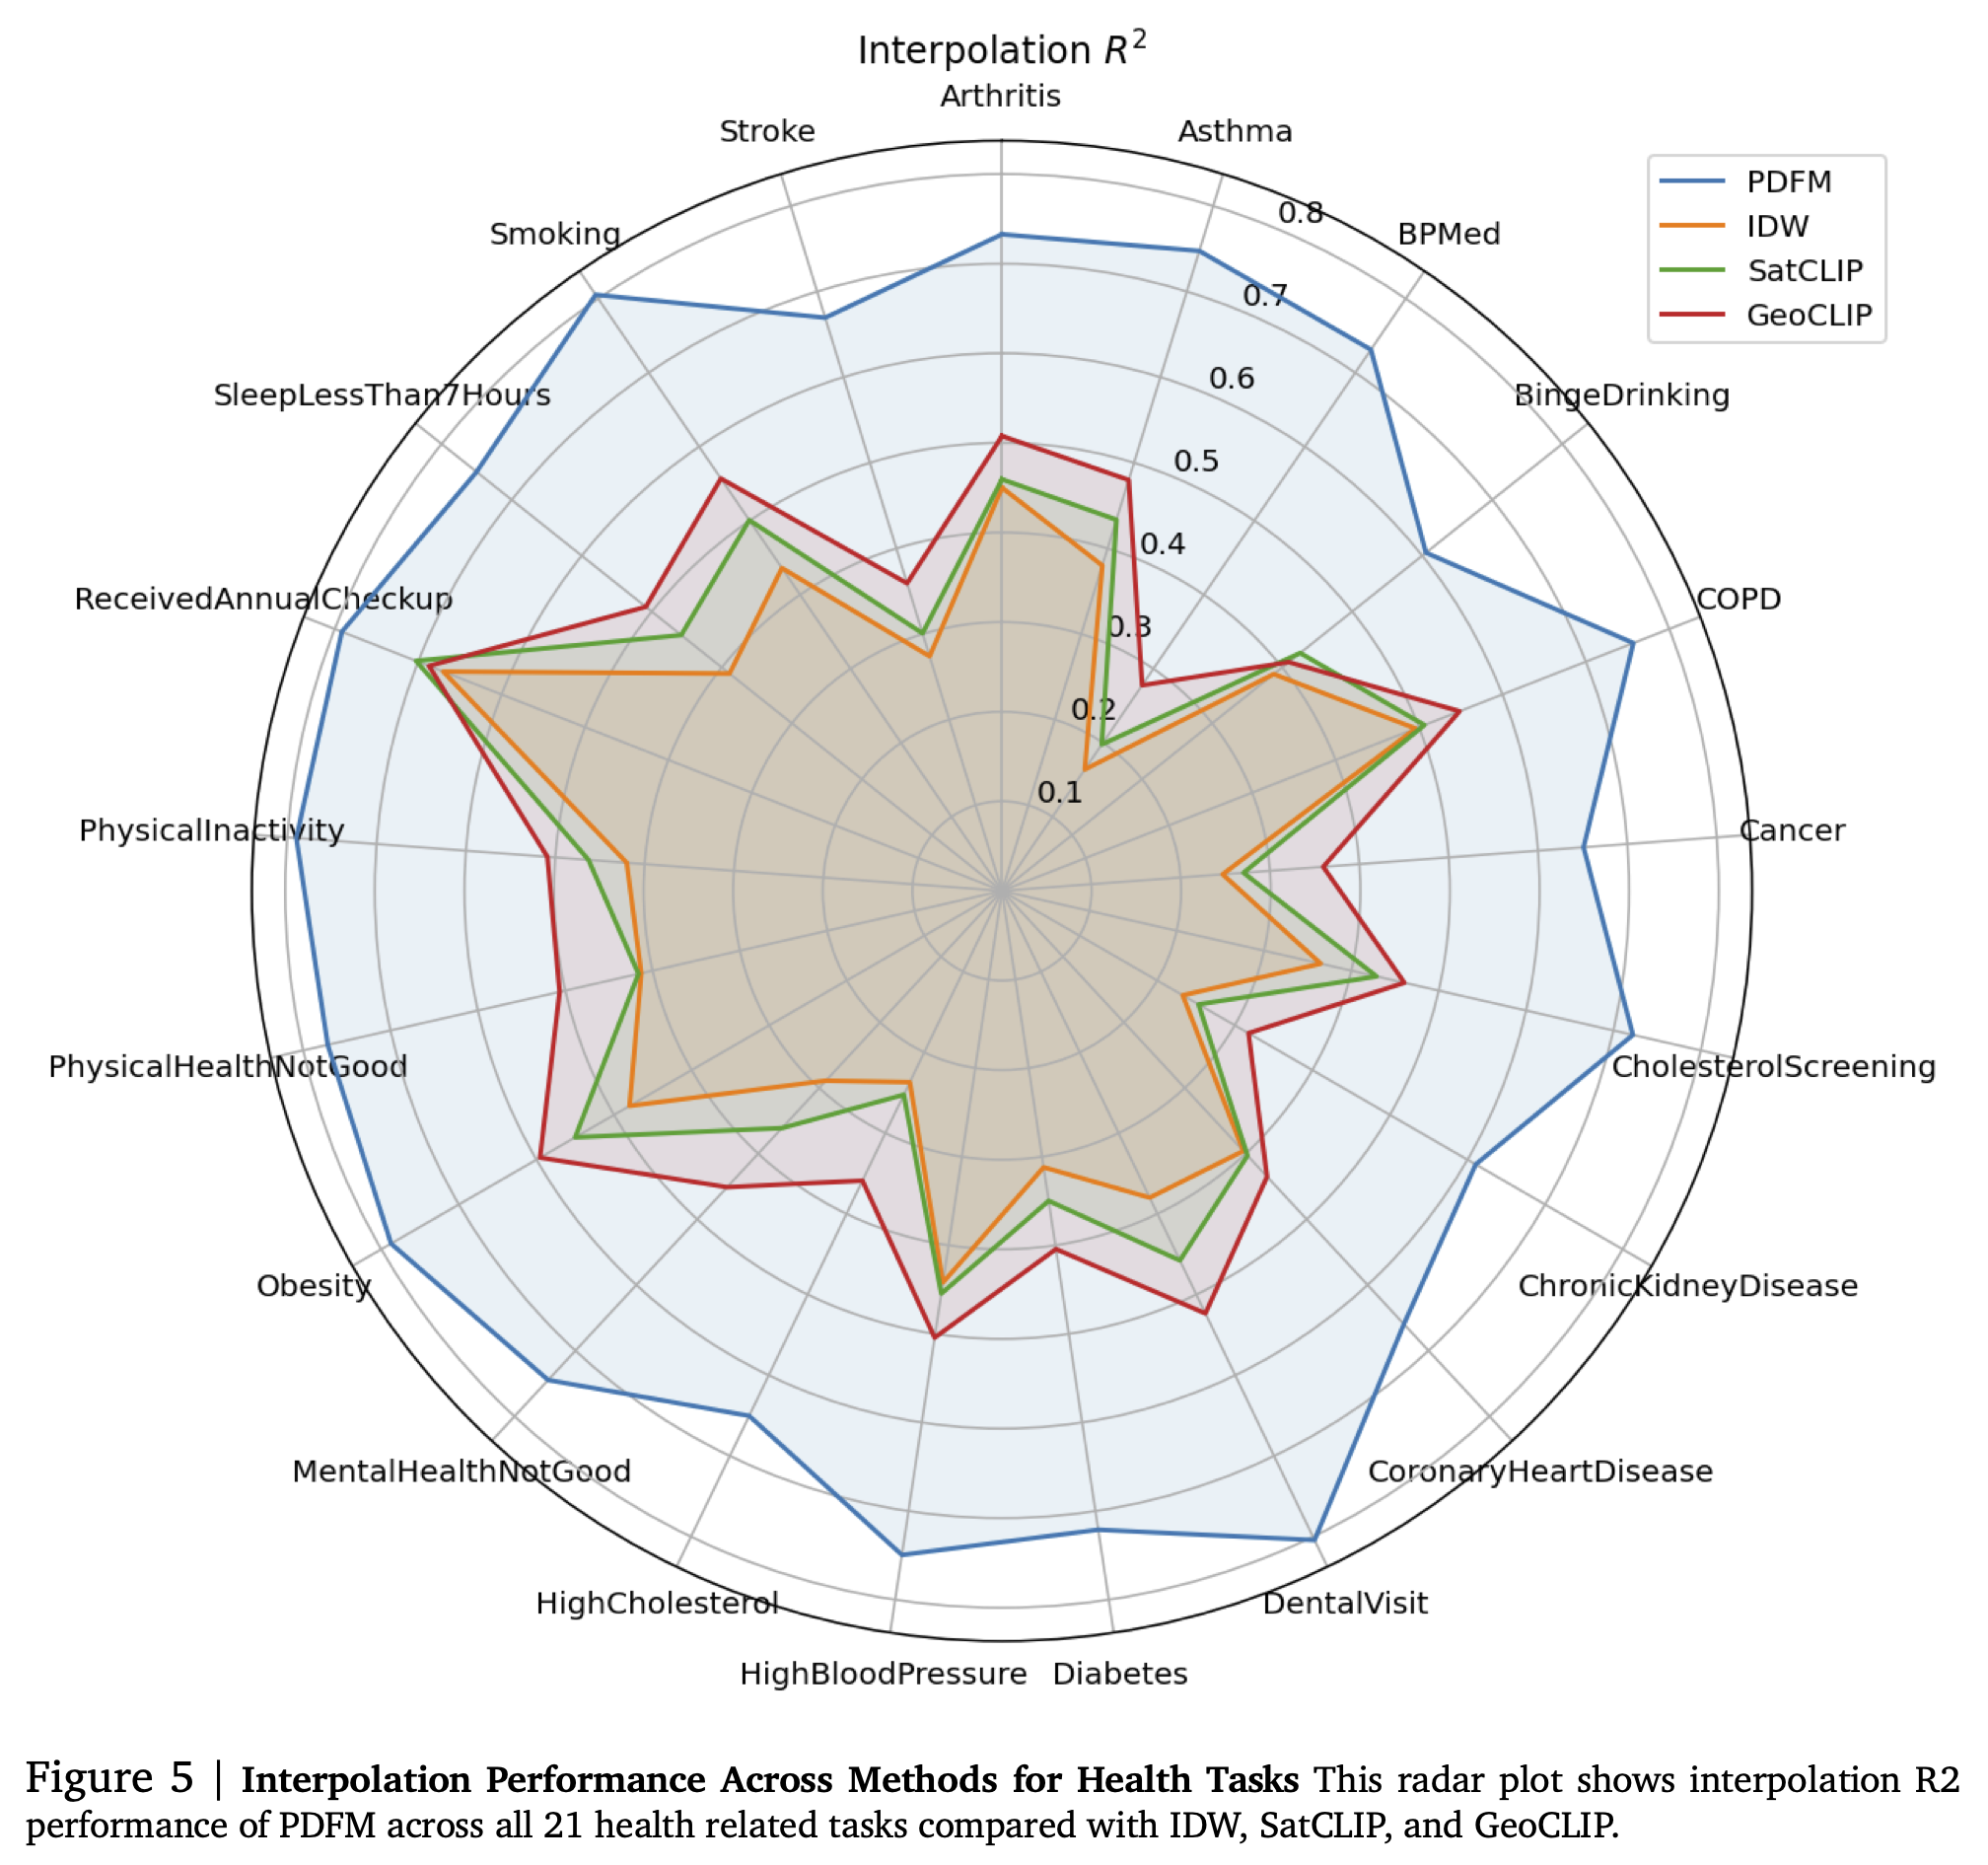 Interpolation R²
Arthritis
Stroke
Asthma
Smoking
BPMed
SleepLessThan7Hours
BingeDrinking
ReceivedAnnualCheckup
COPD
PhysicalInactivity
Cancer
PhysicalHealthNotGood
CholesterolScreening
Obesity
ChronicKidneyDisease
MentalHealthNotGood
CoronaryHeartDisease
HighCholesterol
DentalVisit
HighBloodPressure
Diabetes
0.8
0.7
0.6
0.5
0.4
0.3
0.2
0.1
PDFM
IDW
SatCLIP
GeoCLIP
Figure 5 | Interpolation Performance Across Methods for Health Tasks This radar plot shows interpolation R2
performance of PDFM across all 21 health related tasks compared with IDW, SatCLIP, and GeoCLIP.